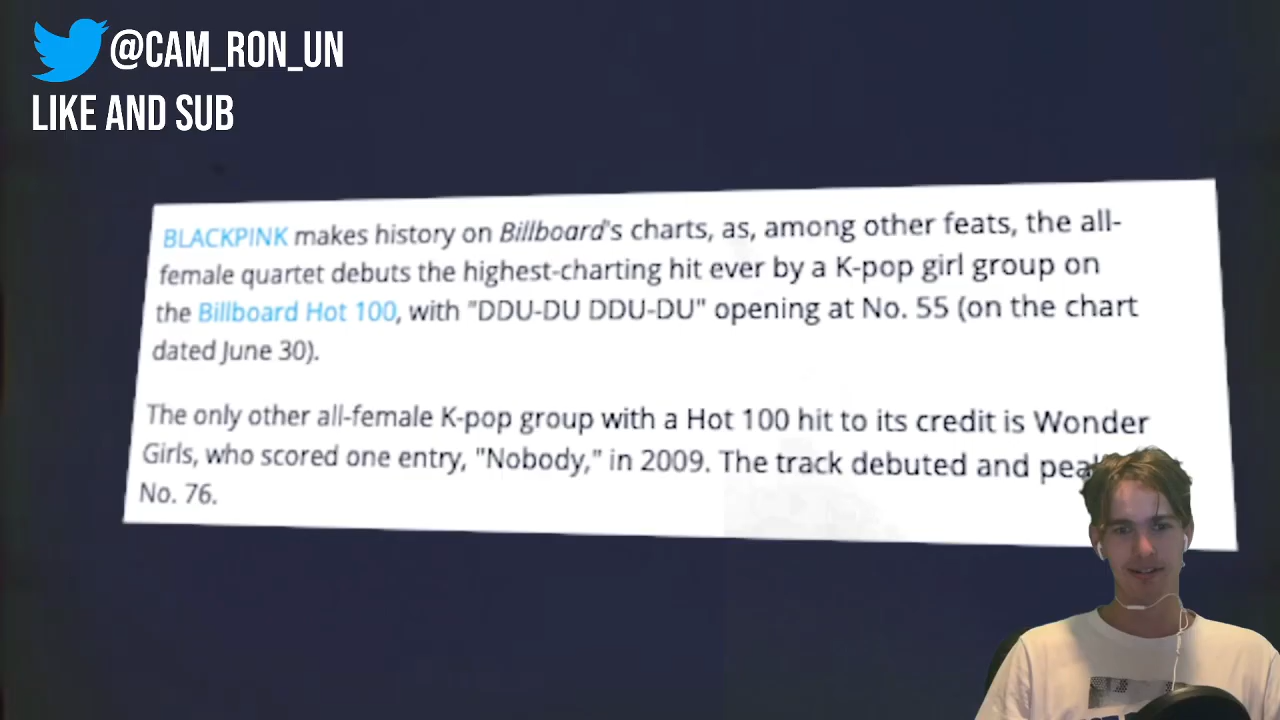 @CAM_RON_UN
LIKE AND SUB
BLACKPINK makes history on Billboard's charts, as, among other feats, the all-
female quartet debuts the highest-charting hit ever by a K-pop girl group on
the Billboard Hot 100, with "DDU-DU DDU-DU" opening at No. 55 (on the chart
dated June 30).
The only other all-female K-pop group with a Hot 100 hit to its credit is Wonder
Girls, who scored one entry, "Nobody," in 2009. The track debuted and
No. 76.